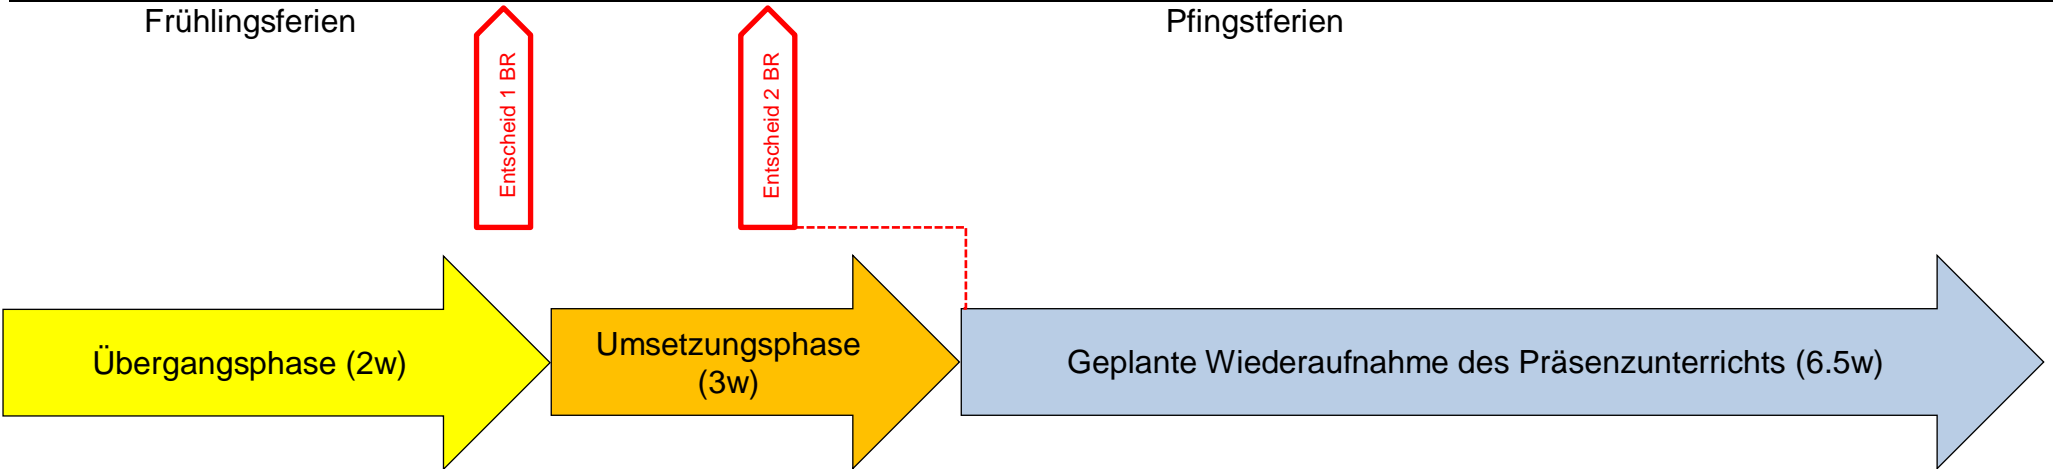 Frühlingsferien
Pfingstferien
Entscheid 1 BR
Entscheid 2 BR
Übergangsphase (2w)
Umsetzungsphase
(3w)
Geplante Wiederaufnahme des Präsenzunterrichts (6.5w)